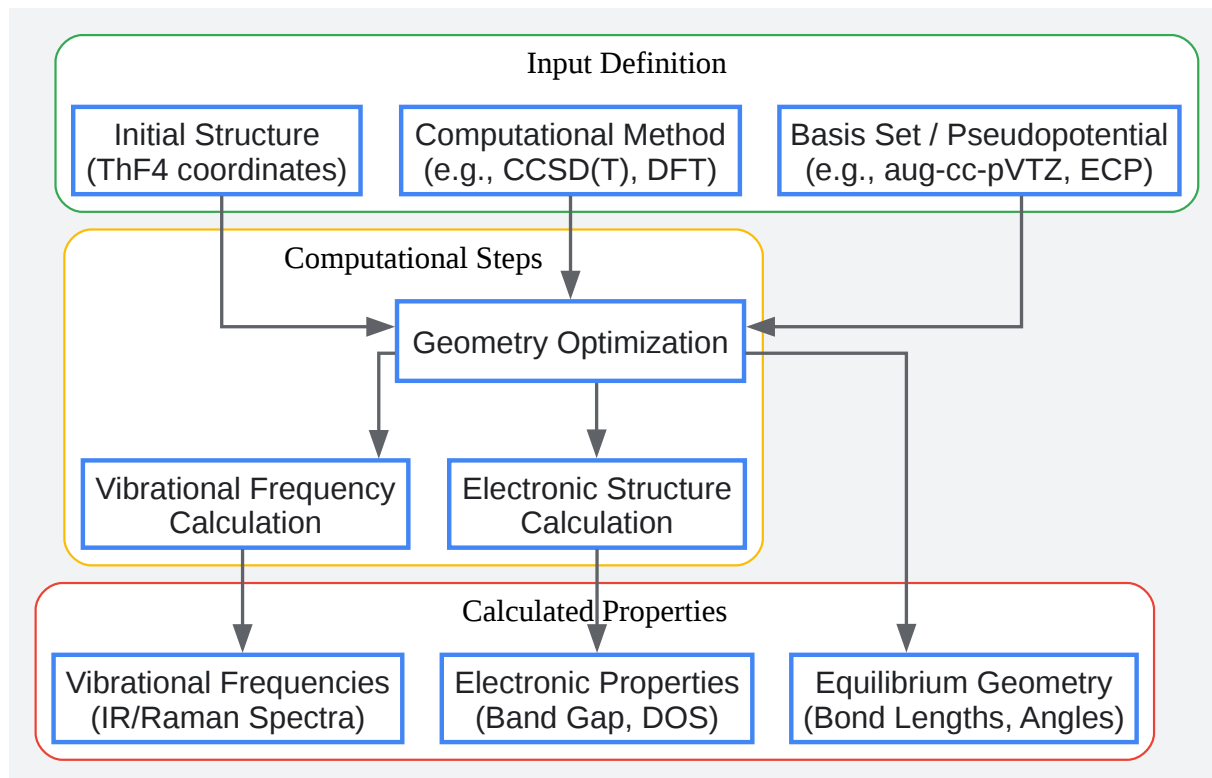 Input Definition
Initial Structure
(ThF4 coordinates)
Computational Method
(e.g., CCSD(T), DFT)
Basis Set / Pseudopotential
(e.g., aug-cc-pVTZ, ECP)
Computational Steps
Geometry Optimization
Vibrational Frequency
Calculation
Electronic Structure
Calculation
Calculated Properties
Vibrational Frequencies
(IR/Raman Spectra)
Electronic Properties
(Band Gap, DOS)
Equilibrium Geometry
(Bond Lengths, Angles)